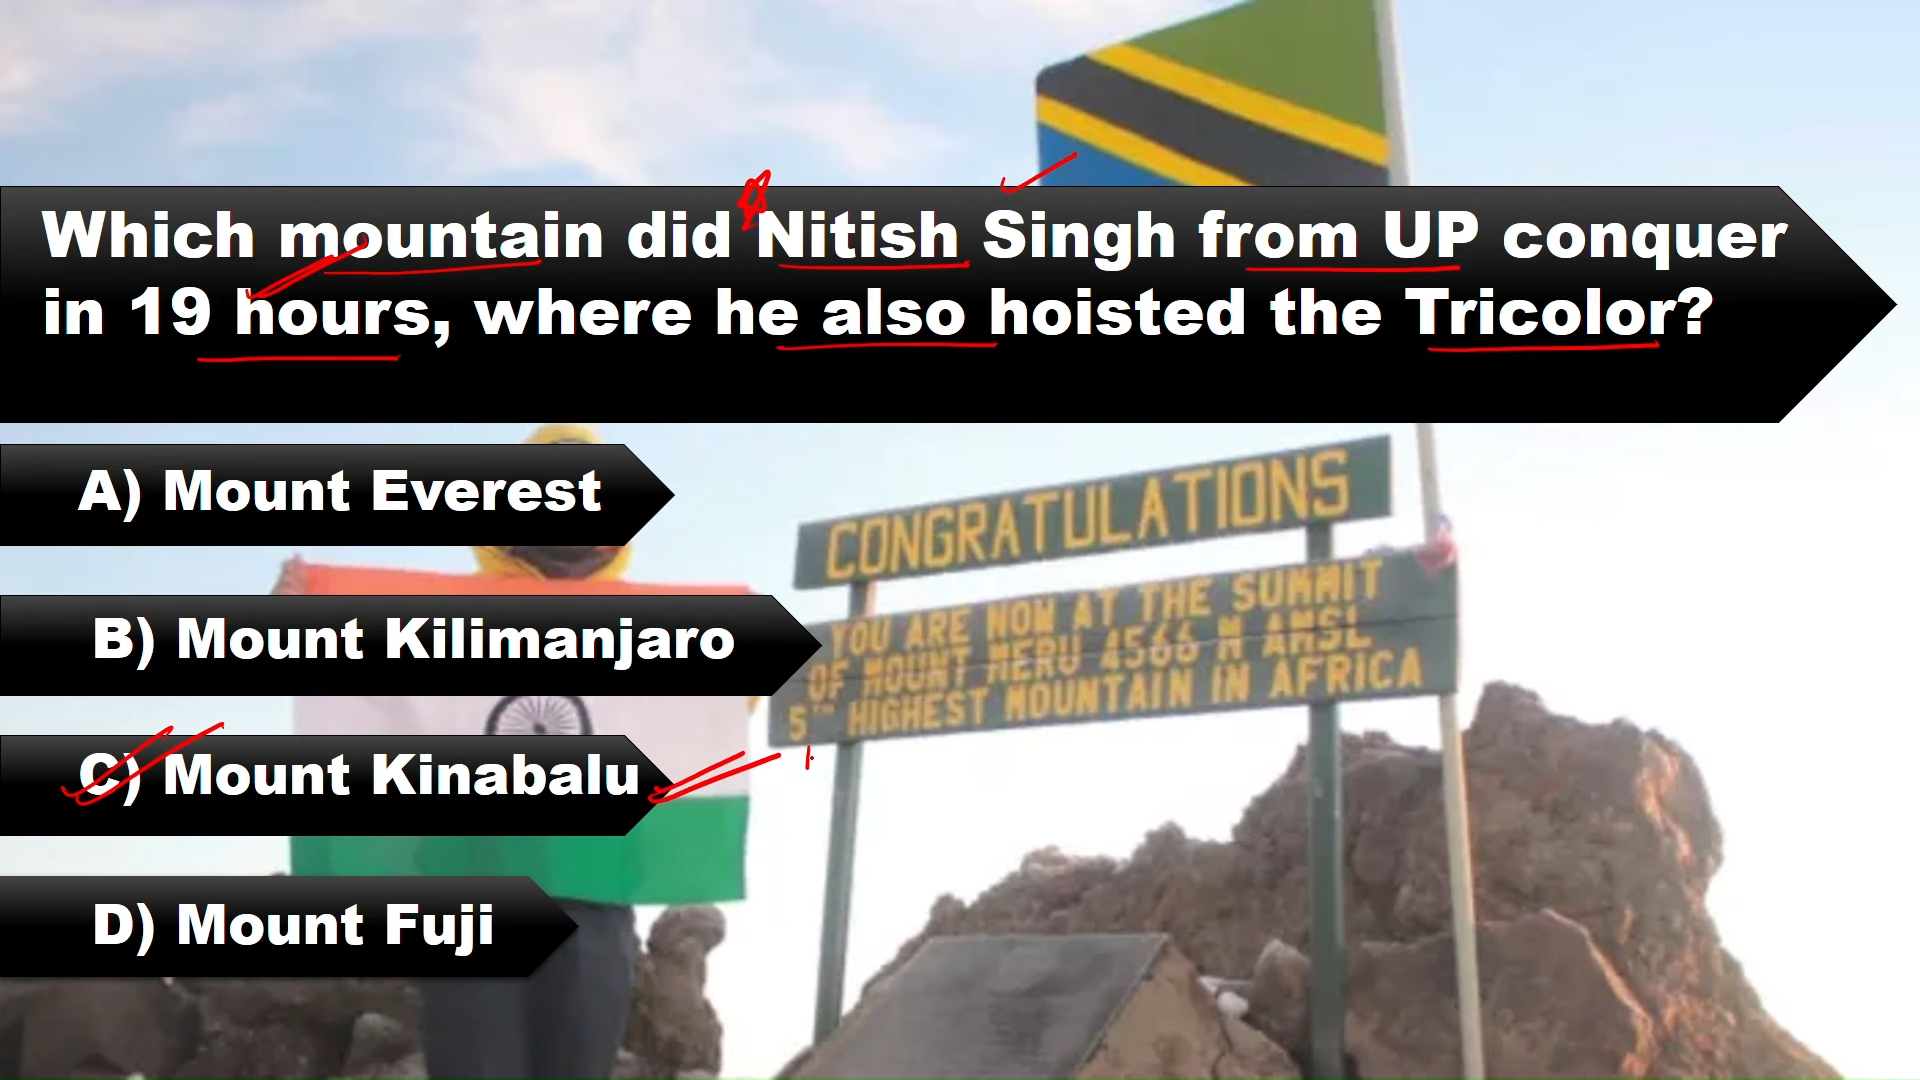 Which mountain did Nitish Singh from UP conquer
in 19 hours, where he also hoisted the Tricolor?
A) Mount Everest
CONGRATULATIONS
B) Mount Kilimanjaro
YOU ARE NOW AT THE SUMMIT
OF MOUNT MERU 4566 M AMSL
5TH HIGHEST MOUNTAIN IN AFRICA
C) Mount Kinabalu
D) Mount Fuji